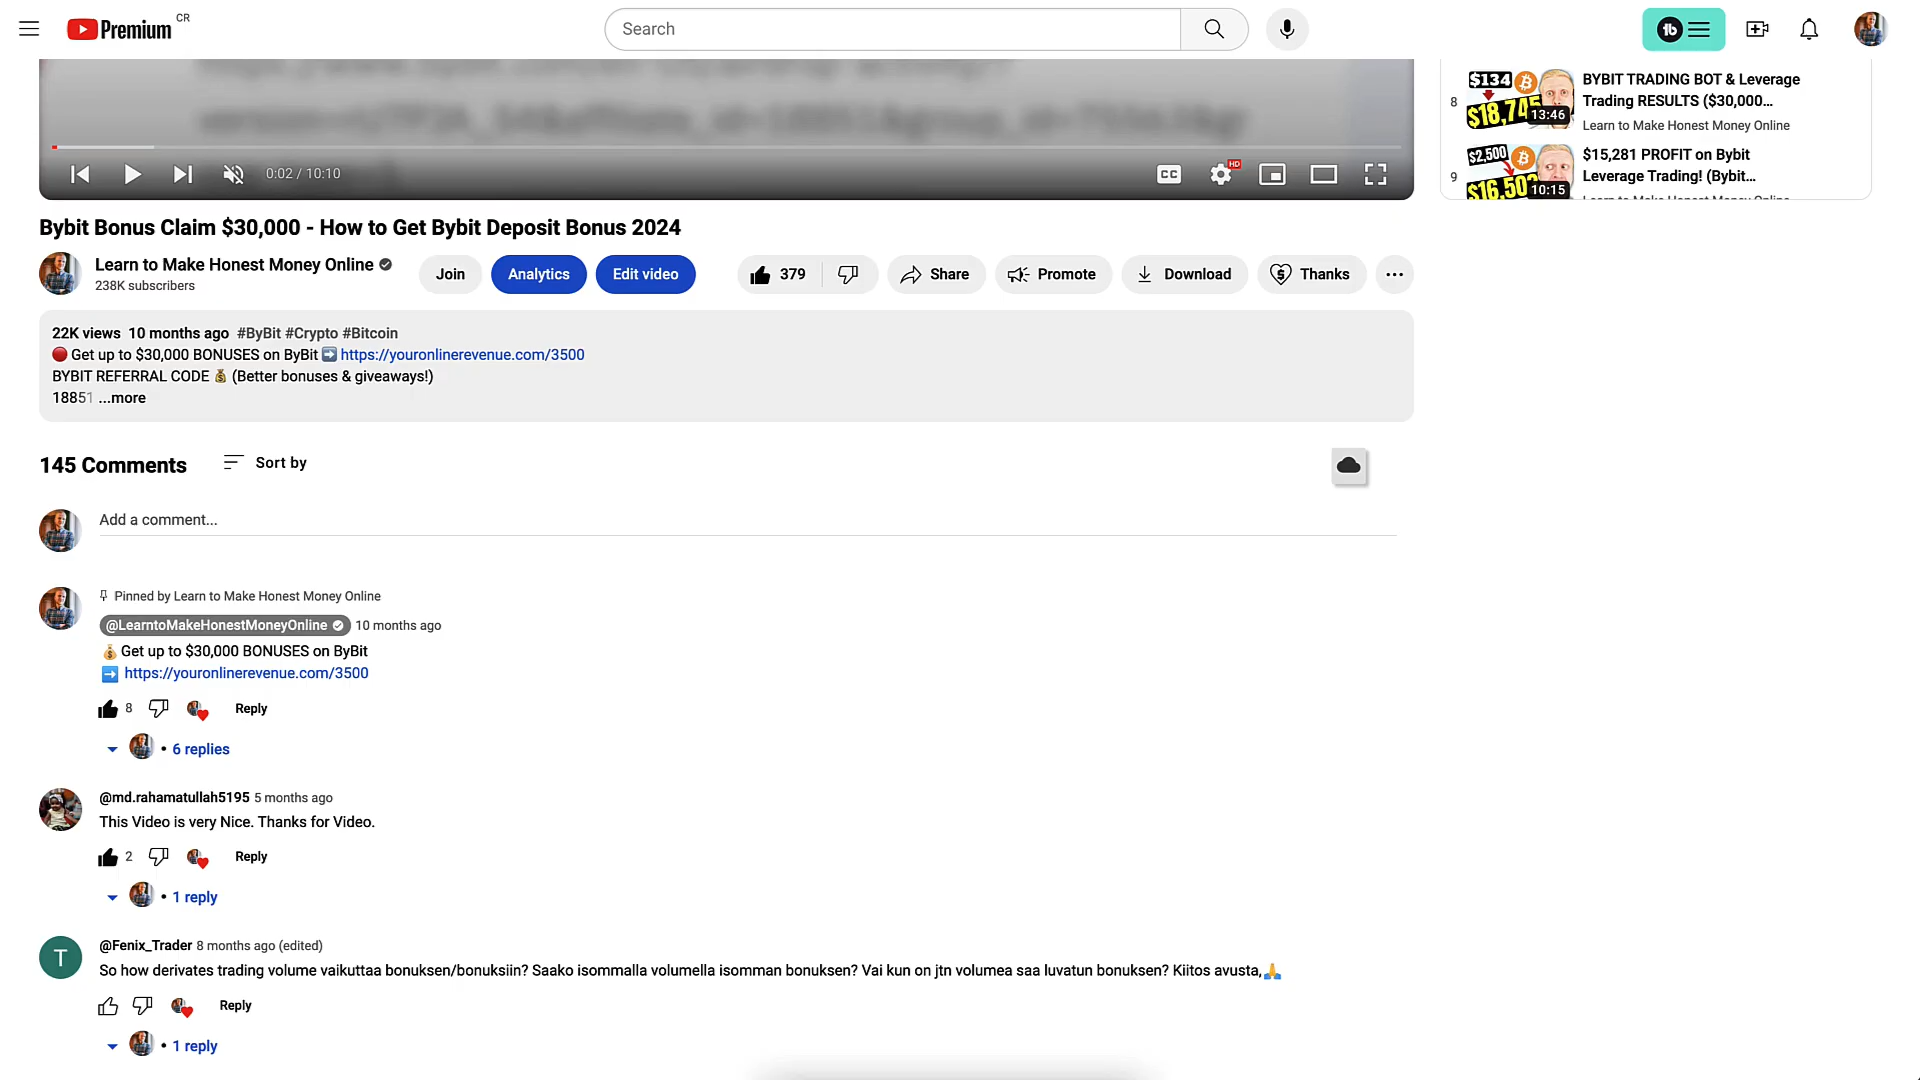 Premium CR
Search
8
$134
$18,745
13:46
BYBIT TRADING BOT & Leverage
Trading RESULTS ($30,000...
Learn to Make Honest Money Online
9
$2,500
10:15
$15,281 PROFIT on Bybit
Leverage Trading! (Bybit...
Learn to Make Honest Money Online
0:02 / 10:10
CC
HD
Bybit Bonus Claim $30,000 - How to Get Bybit Deposit Bonus 2024
Learn to Make Honest Money Online
238K subscribers
Join
Analytics
Edit video
379
Share
Promote
Download
Thanks
22K views 10 months ago #ByBit #Crypto #Bitcoin
🔴 Get up to $30,000 BONUSES on ByBit ➡️ https://youronlinerevenue.com/3500
BYBIT REFERRAL CODE 💰 (Better bonuses & giveaways!)
18851 ...more
145 Comments
Sort by
Add a comment...
Pinned by Learn to Make Honest Money Online
@LearntoMakeHonestMoneyOnline 10 months ago
💰 Get up to $30,000 BONUSES on ByBit
➡️ https://youronlinerevenue.com/3500
8
Reply
• 6 replies
@md.rahamatullah5195 5 months ago
This Video is very Nice. Thanks for Video.
2
Reply
• 1 reply
T
@Fenix_Trader 8 months ago (edited)
So how derivates trading volume vaikuttaa bonuksen/bonuksiin? Saako isommalla volumella isomman bonuksen? Vai kun on jtn volumea saa luvatun bonuksen? Kiitos avusta,🙏
Reply
• 1 reply